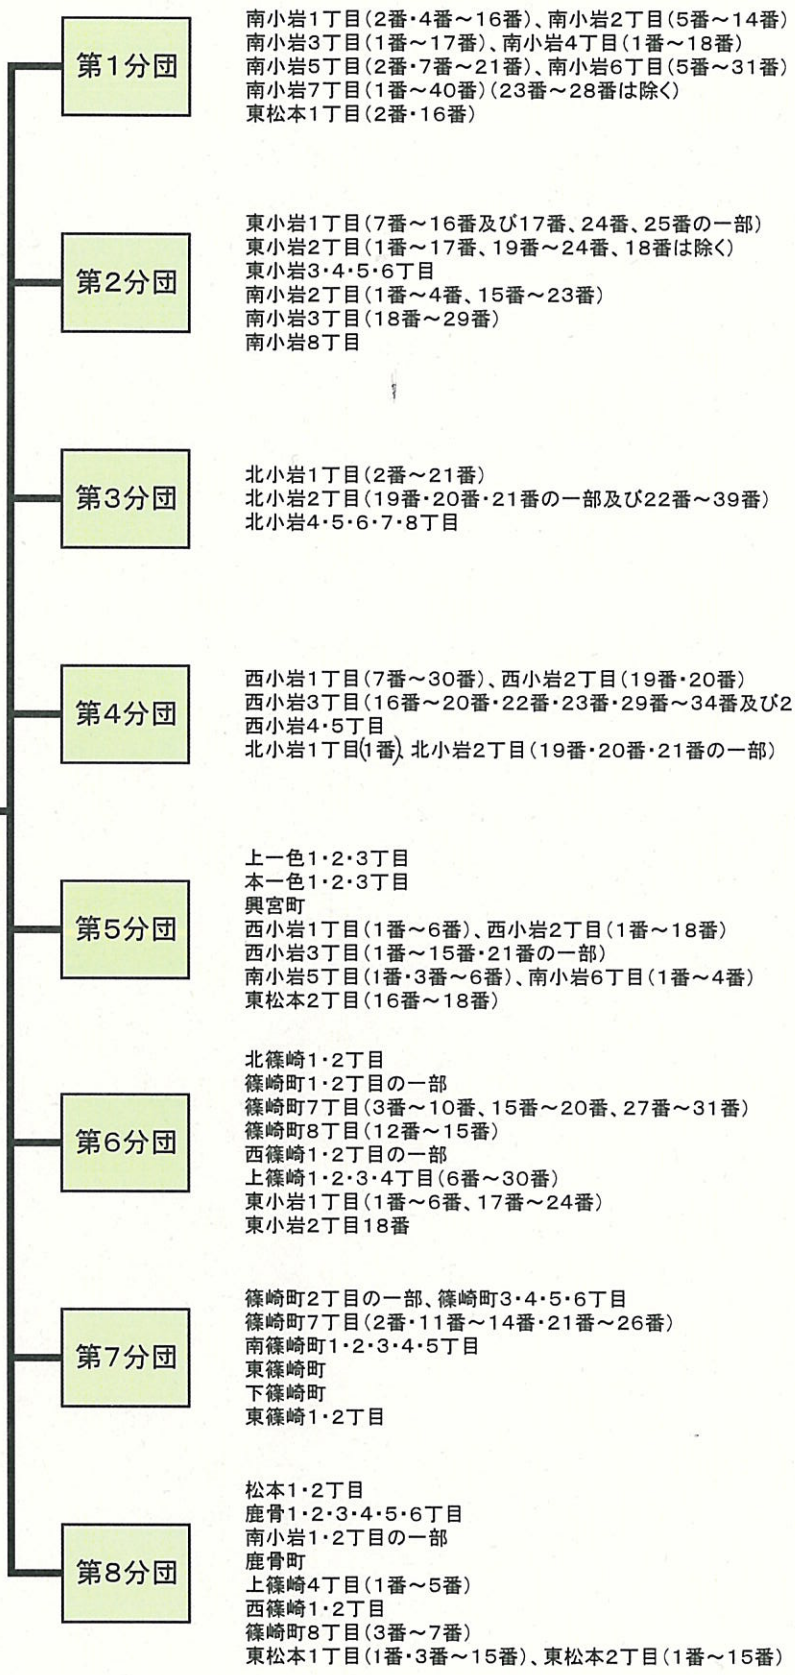 第1分団
南小岩1丁目(2番・4番～16番)、南小岩2丁目(5番～14番)
南小岩3丁目(1番～17番)、南小岩4丁目(1番～18番)
南小岩5丁目(2番・7番～21番)、南小岩6丁目(5番～31番)
南小岩7丁目(1番～40番)(23番～28番は除く)
東松本1丁目(2番・16番)
第2分団
東小岩1丁目(7番～16番及び17番、24番、25番の一部)
東小岩2丁目(1番～17番、19番～24番、18番は除く)
東小岩3・4・5・6丁目
南小岩2丁目(1番～4番、15番～23番)
南小岩3丁目(18番～29番)
南小岩8丁目
第3分団
北小岩1丁目(2番～21番)
北小岩2丁目(19番・20番・21番の一部及び22番～39番)
北小岩4・5・6・7・8丁目
第4分団
西小岩1丁目(7番～30番)、西小岩2丁目(19番・20番)
西小岩3丁目(16番～20番・22番・23番・29番～34番及び2
西小岩4・5丁目
北小岩1丁目(1番)、北小岩2丁目(19番・20番・21番の一部)
第5分団
上一色1・2・3丁目
本一色1・2・3丁目
興宮町
西小岩1丁目(1番～6番)、西小岩2丁目(1番～18番)
西小岩3丁目(1番～15番・21番の一部)
南小岩5丁目(1番・3番～6番)、南小岩6丁目(1番～4番)
東松本2丁目(16番～18番)
第6分団
北篠崎1・2丁目
篠崎町1・2丁目の一部
篠崎町7丁目(3番～10番、15番～20番、27番～31番)
篠崎町8丁目(12番～15番)
西篠崎1・2丁目の一部
上篠崎1・2・3・4丁目(6番～30番)
東小岩1丁目(1番～6番、17番～24番)
東小岩2丁目18番
第7分団
篠崎町2丁目の一部、篠崎町3・4・5・6丁目
篠崎町7丁目(2番・11番～14番・21番～26番)
南篠崎町1・2・3・4・5丁目
東篠崎町
下篠崎町
東篠崎1・2丁目
第8分団
松本1・2丁目
鹿骨1・2・3・4・5・6丁目
南小岩1・2丁目の一部
鹿骨町
上篠崎4丁目(1番～5番)
西篠崎1・2丁目
篠崎町8丁目(3番～7番)
東松本1丁目(1番・3番～15番)、東松本2丁目(1番～15番)